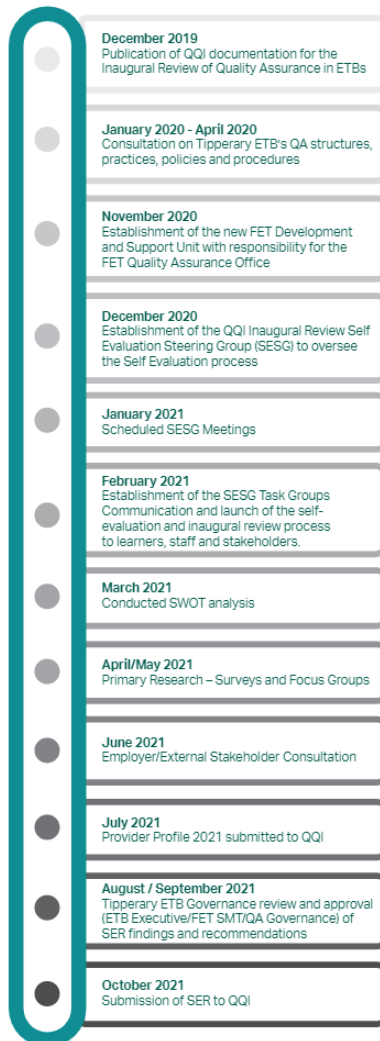 December 2019
Publication of QQI documentation for the
Inaugural Review of Quality Assurance in ETBs
January 2020 - April 2020
Consultation on Tipperary ETB's QA structures,
practices, policies and procedures
November 2020
Establishment of the new FET Development
and Support Unit with responsibility for the
FET Quality Assurance Office
December 2020
Establishment of the QQI Inaugural Review Self
Evaluation Steering Group (SESG) to oversee
the Self Evaluation process
January 2021
Scheduled SESG Meetings
February 2021
Establishment of the SESG Task Groups
Communication and launch of the self-
evaluation and inaugural review process
to learners, staff and stakeholders.
March 2021
Conducted SWOT analysis
April/May 2021
Primary Research – Surveys and Focus Groups
June 2021
Employer/External Stakeholder Consultation
July 2021
Provider Profile 2021 submitted to QQI
August / September 2021
Tipperary ETB Governance review and approval
(ETB Executive/FET SMT/QA Governance) of
SER findings and recommendations
October 2021
Submission of SER to QQI